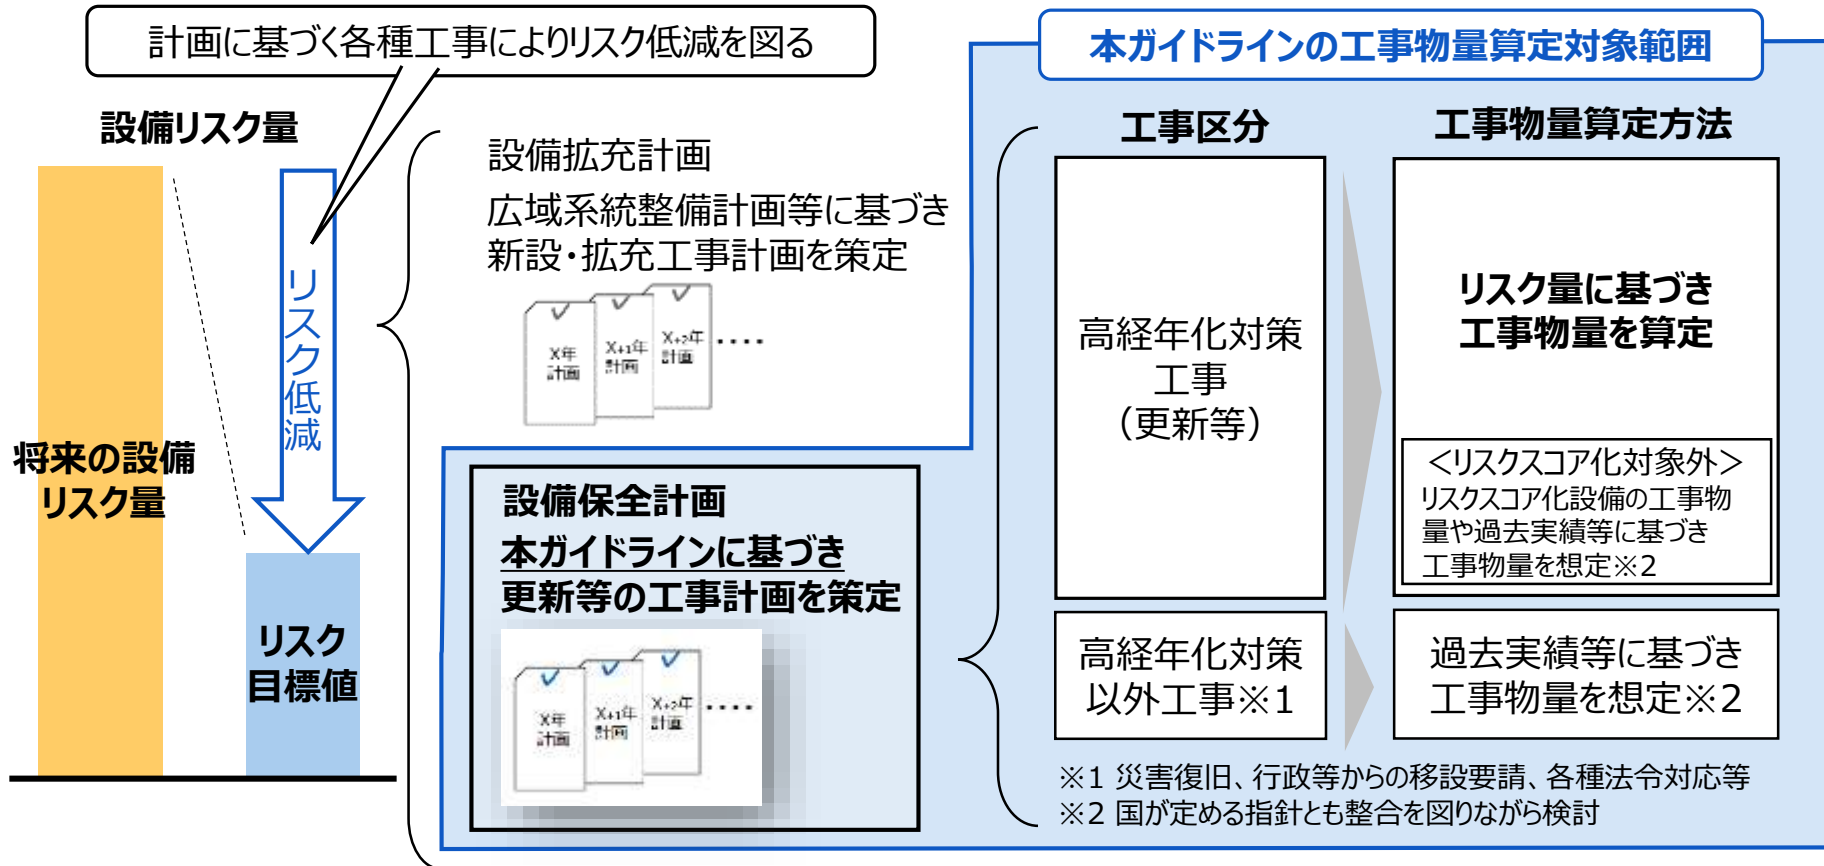 計画に基づく各種工事によりリスク低減を図る
本ガイドラインの工事物量算定対象範囲
設備リスク量
将来の設備
リスク量
リスク低減
リスク
目標値
設備拡充計画
広域系統整備計画等に基づき
新設・拡充工事計画を策定
X年
計画
X+1年
計画
X+2年
計画
････
設備保全計画
本ガイドラインに基づき
更新等の工事計画を策定
X年
計画
X+1年
計画
X+2年
計画
････
工事区分
工事物量算定方法
高経年化対策
工事
（更新等）
リスク量に基づき
工事物量を算定
＜リスクスコア化対象外＞
リスクスコア化設備の工事物
量や過去実績等に基づき
工事物量を想定※2
高経年化対策
以外工事※1
過去実績等に基づき
工事物量を想定※2
※1 災害復旧、行政等からの移設要請、各種法令対応等
※2 国が定める指針とも整合を図りながら検討